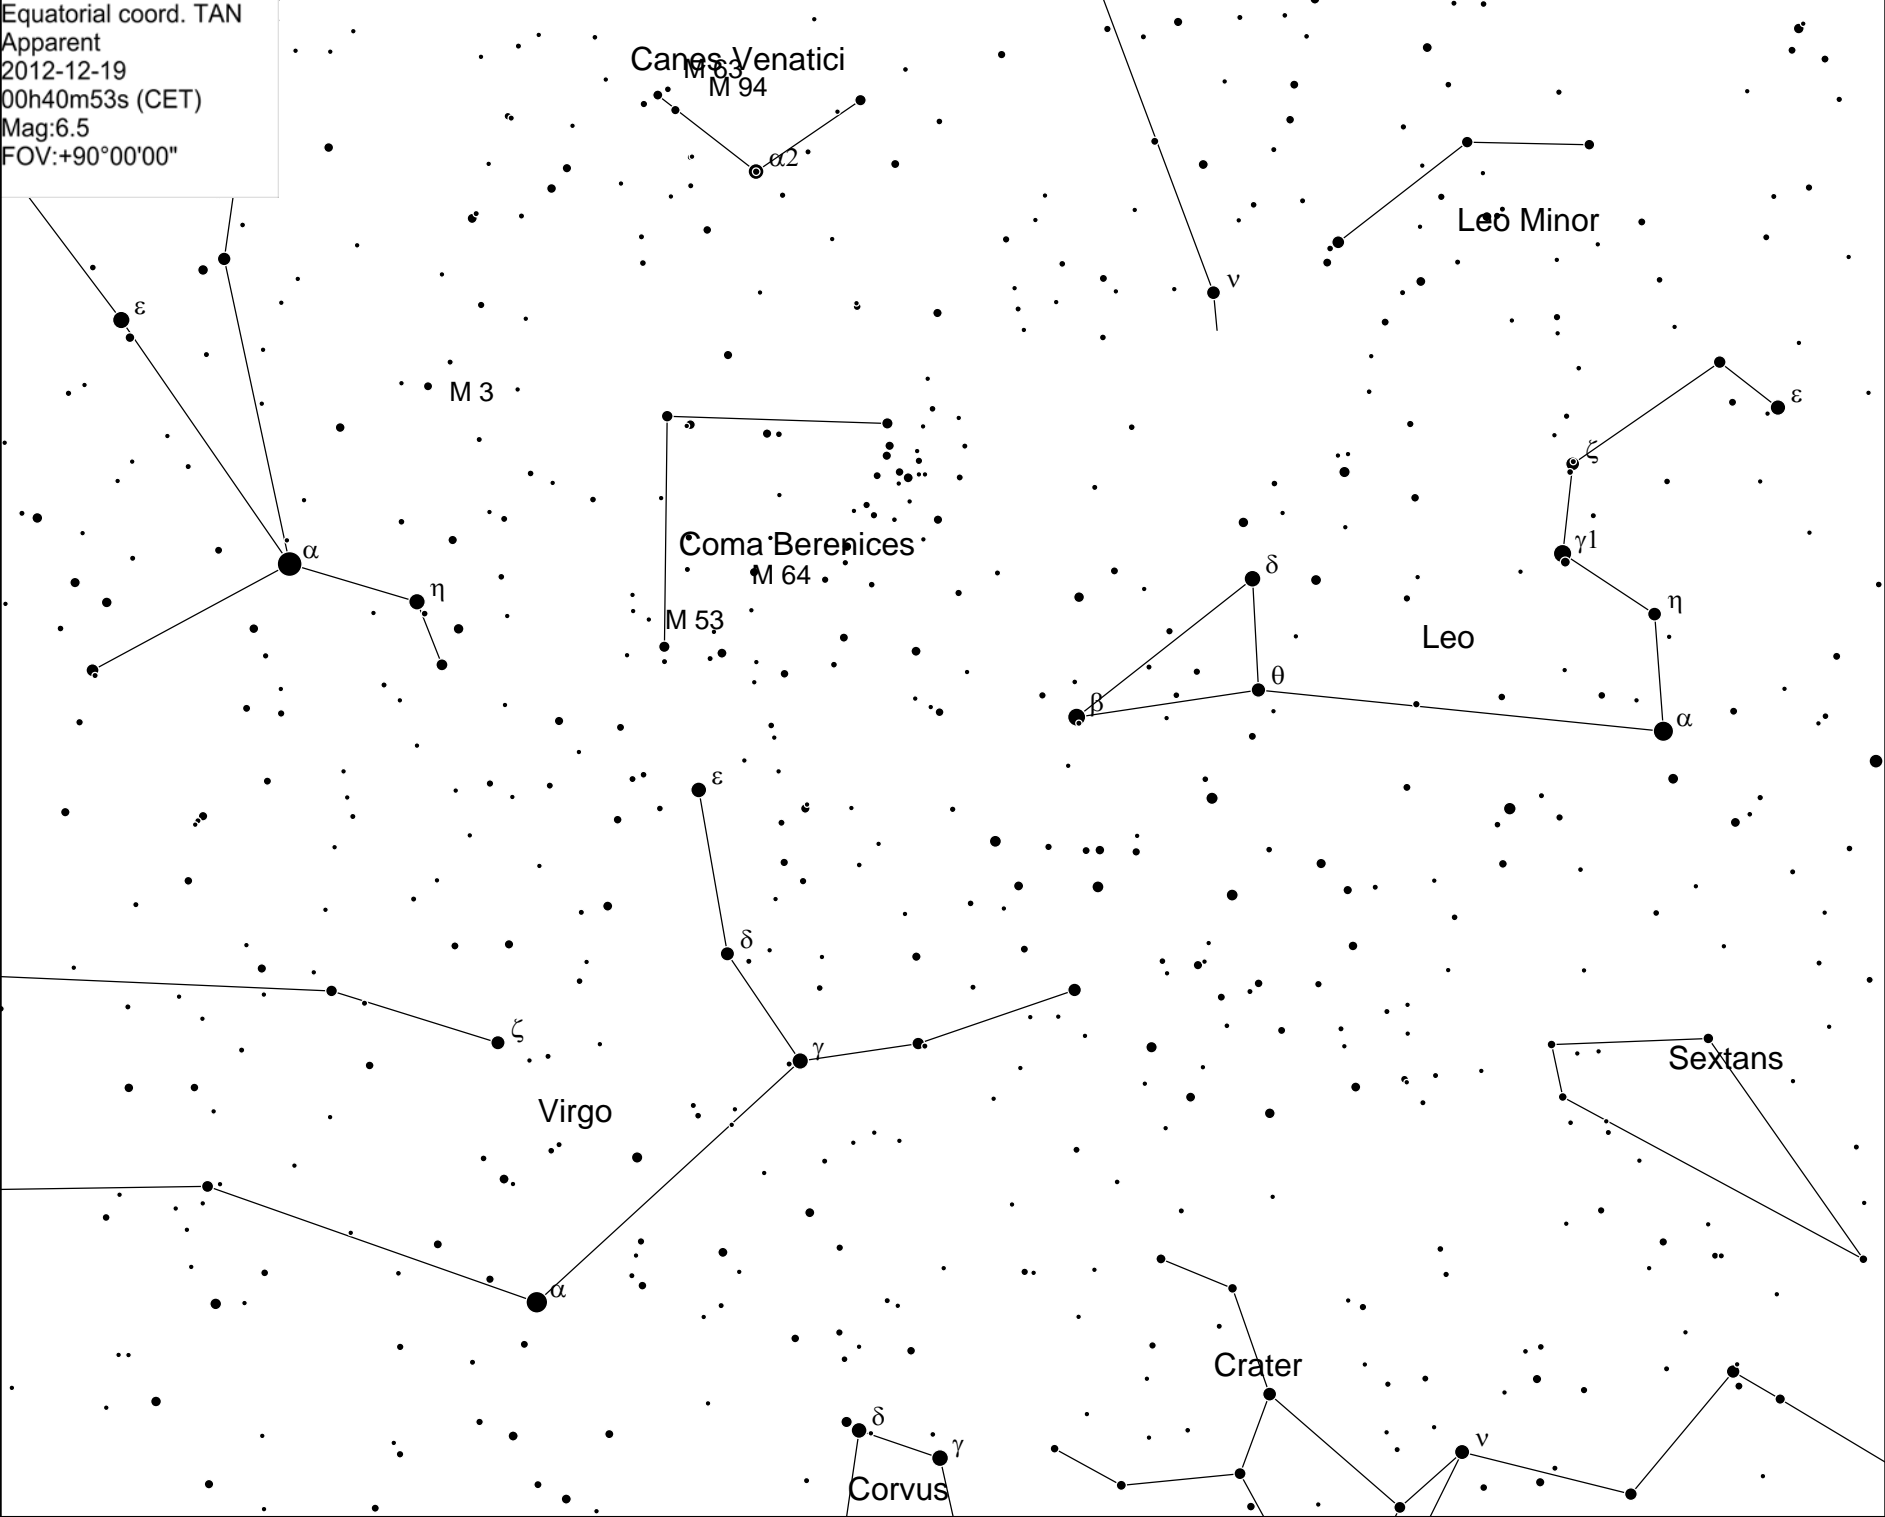 Equatorial coord. TAN
Apparent
2012-12-19
00h40m53s (CET)
Mag:6.5
FOV:+90°00'00"
Canes Venatici
M 63
M 94
α2
Leo Minor
ν
ε
M 3
ε
ζ
α
γ1
Coma Berenices
δ
M 64
η
η
M 53
Leo
θ
β
α
ε
δ
ζ
γ
Sextans
Virgo
α
Crater
δ
γ
ν
Corvus